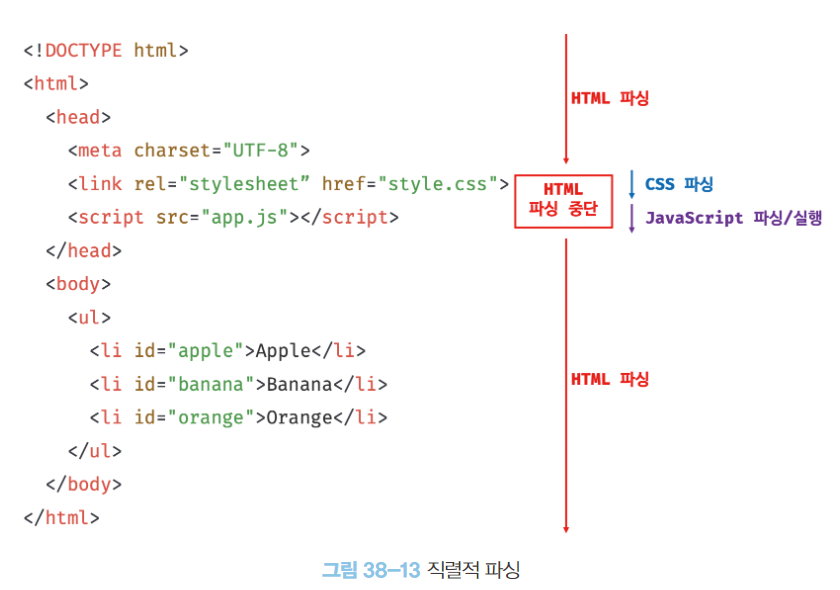 <!DOCTYPE html>
<html>
<head>
<meta charset="UTF-8">
<link rel="stylesheet” href="style.css">
<script src="app.js"></script>
</head>
<body>
<ul>
<li id="apple">Apple</li>
<li id="banana">Banana</li>
<li id="orange">Orange</li>
</ul>
</body>
</html>
HTML 파싱
HTML
파싱 중단
CSS 파싱
JavaScript 파싱/실행
HTML 파싱
그림 38–13 직렬적 파싱